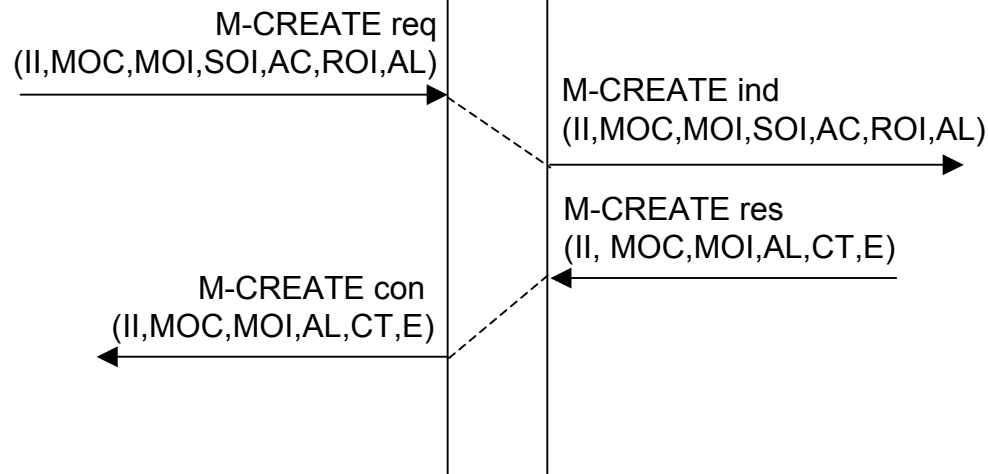 M-CREATE req
(II,MOC,MOI,SOI,AC,ROI,AL)
M-CREATE ind
(II,MOC,MOI,SOI,AC,ROI,AL)
M-CREATE res
(II, MOC,MOI,AL,CT,E)
M-CREATE con
(II,MOC,MOI,AL,CT,E)